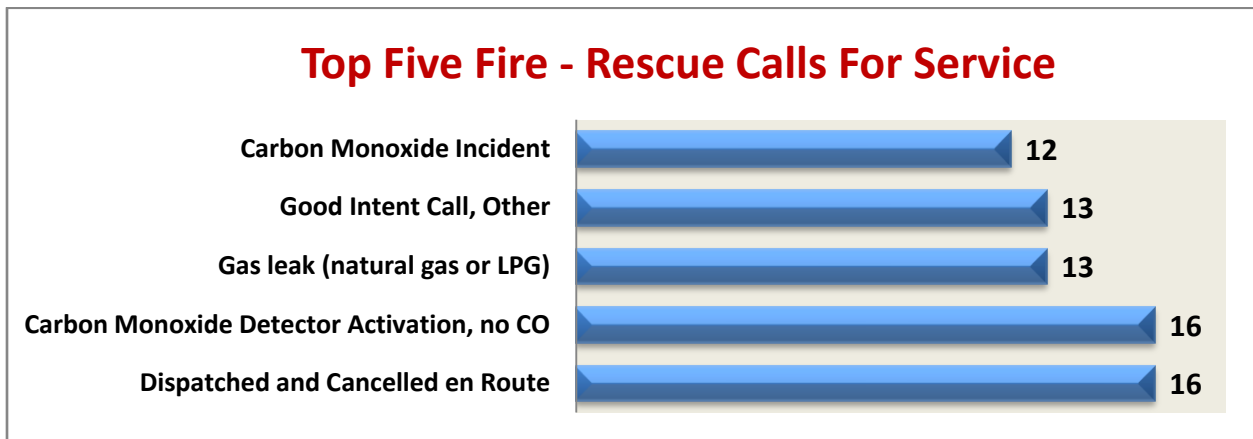 Top Five Fire - Rescue Calls For Service
Carbon Monoxide Incident 12
Good Intent Call, Other 13
Gas leak (natural gas or LPG) 13
Carbon Monoxide Detector Activation, no CO 16
Dispatched and Cancelled en Route 16